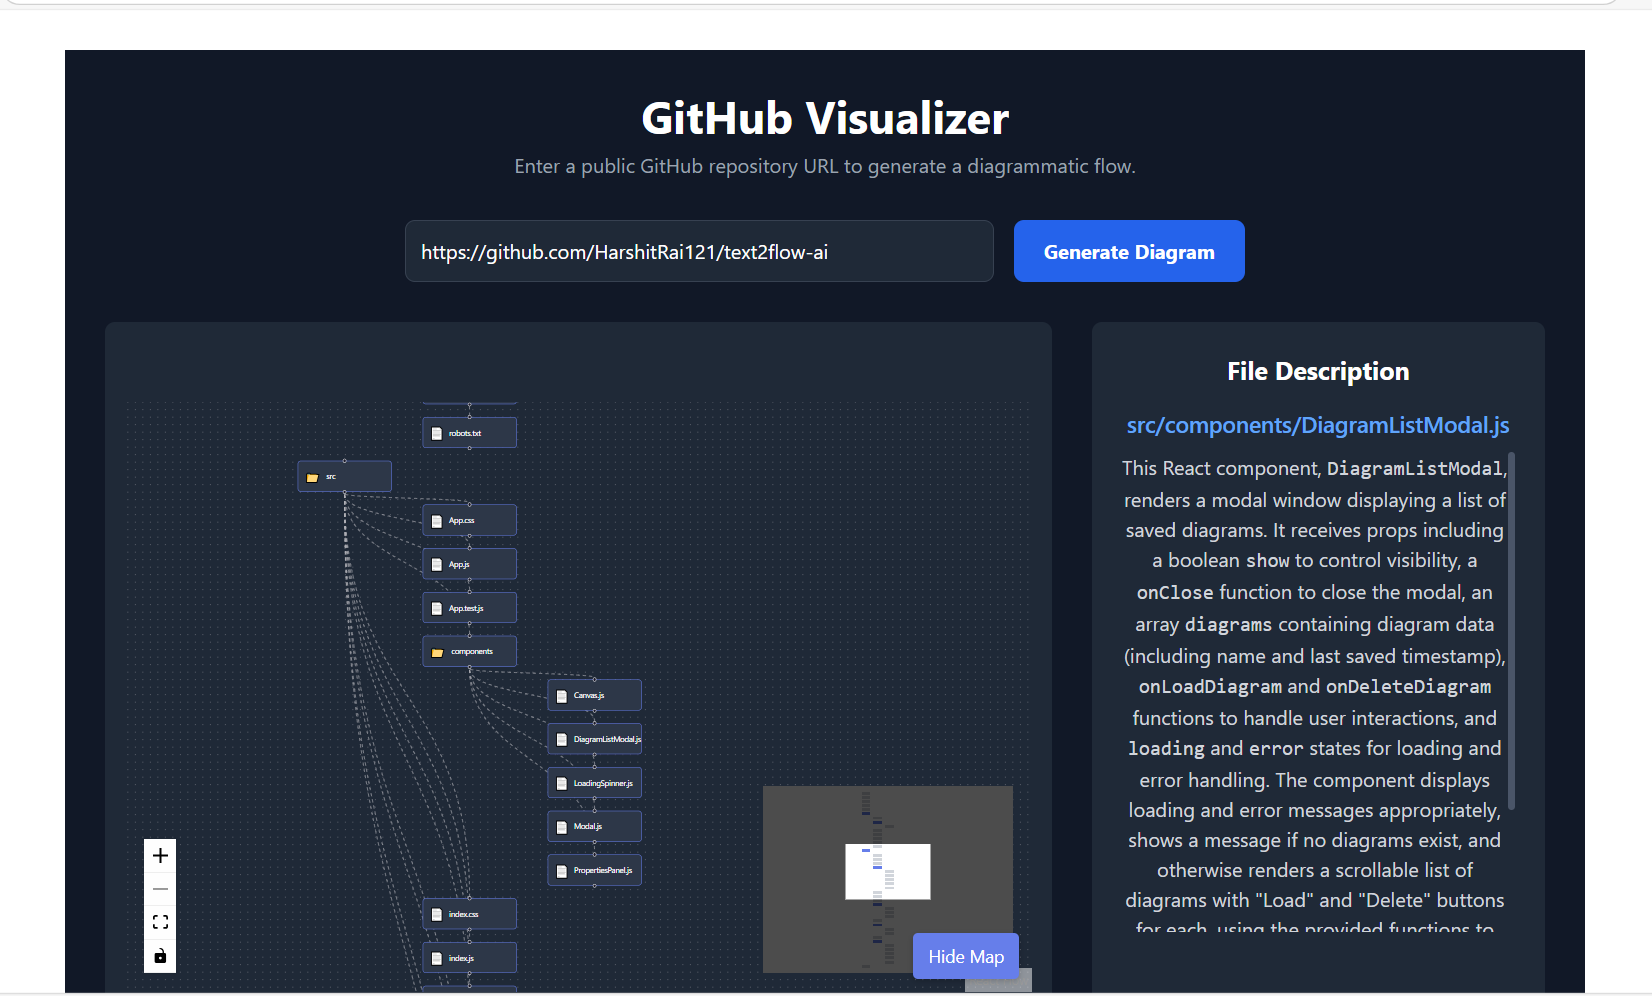 GitHub Visualizer
Enter a public GitHub repository URL to generate a diagrammatic flow.
https://github.com/HarshitRai121/text2flow-ai
Generate Diagram
robots.txt
src
App.css
App.js
App.test.js
components
Canvas.js
DiagramListModal.js
LoadingSpinner.js
Modal.js
PropertiesPanel.js
index.css
index.js
Hide Map
File Description
src/components/DiagramListModal.js
This React component, DiagramListModal,
renders a modal window displaying a list of
saved diagrams. It receives props including
a boolean show to control visibility, a
onClose function to close the modal, an
array diagrams containing diagram data
(including name and last saved timestamp),
onLoadDiagram and onDeleteDiagram
functions to handle user interactions, and
loading and error states for loading and
error handling. The component displays
loading and error messages appropriately,
shows a message if no diagrams exist, and
otherwise renders a scrollable list of
diagrams with "Load" and "Delete" buttons
for each, using the provided functions to